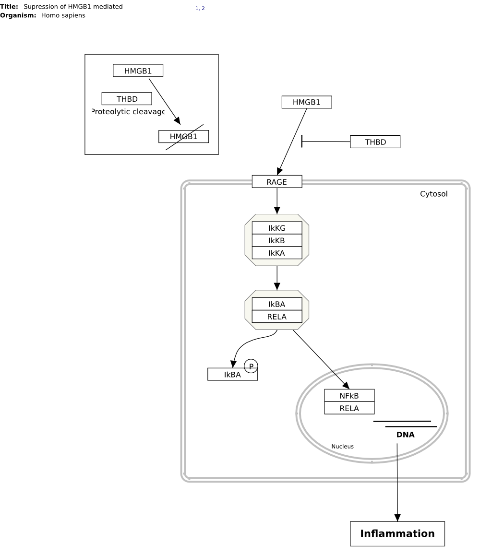 Title: Supression of HMGB1 mediated 1, 2
Organism: Homo sapiens
HMGB1
THBD
Proteolytic cleavage
HMGB1
HMGB1
THBD
RAGE
Cytosol
IkKG
IkKB
IkKA
IkBA
RELA
P
IkBA
NFkB
RELA
DNA
Nucleus
Inflammation